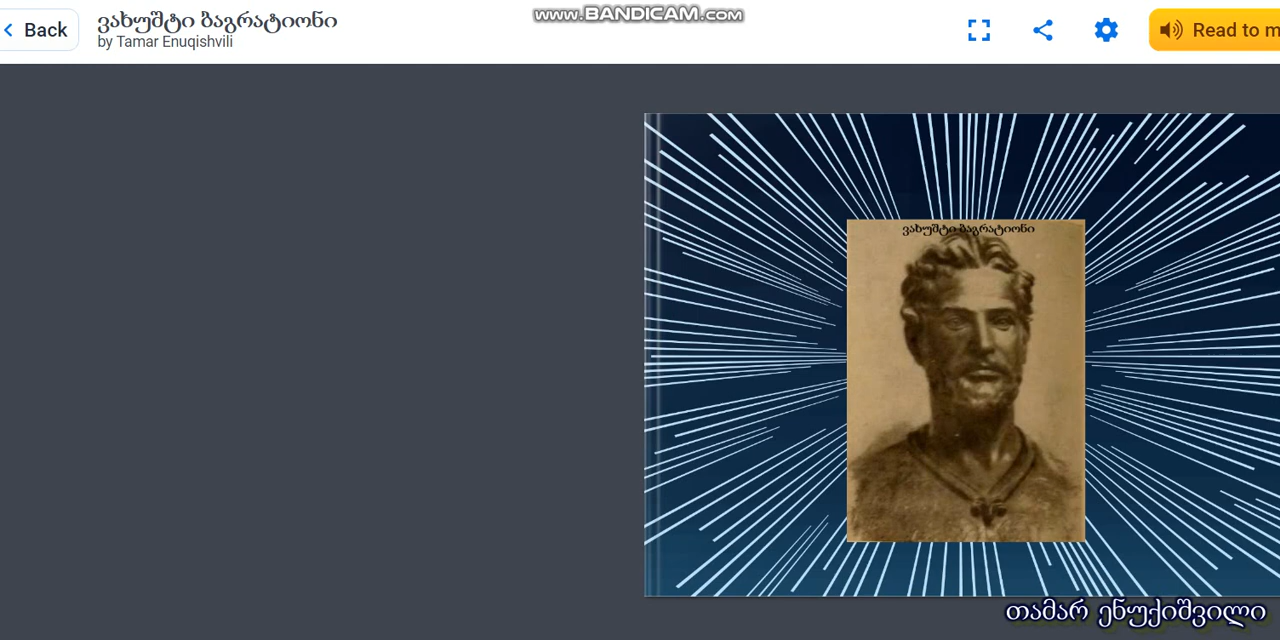 Back
ვახუშტი ბაგრატიონი
by Tamar Enuqishvili
www.BANDICAM.com
Read to m
ვახუშტი ბაგრატიონი
თამარ ენუქიშვილი